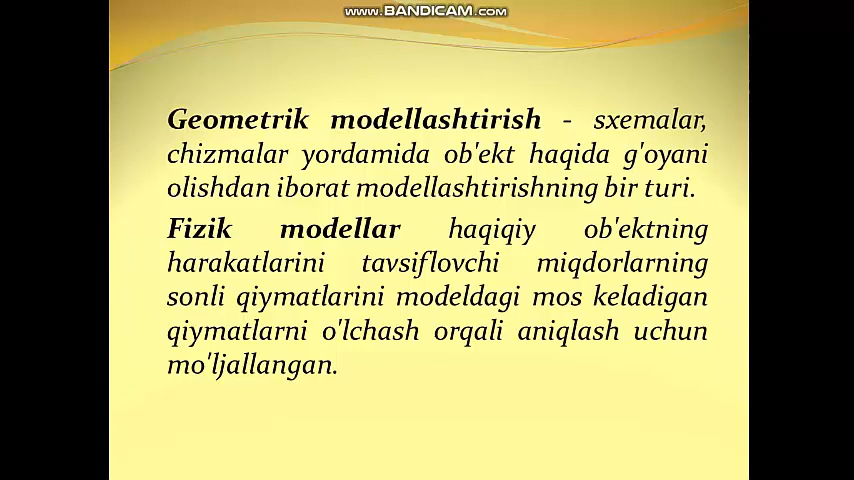 www.BANDICAM.com
Geometrik modellashtirish - sxemalar,
chizmalar yordamida ob'ekt haqida g'oyani
olishdan iborat modellashtirishning bir turi.
Fizik modellar haqiqiy ob'ektning
harakatlarini tavsiflovchi miqdorlarning
sonli qiymatlarini modeldagi mos keladigan
qiymatlarni o'lchash orqali aniqlash uchun
mo'ljallangan.